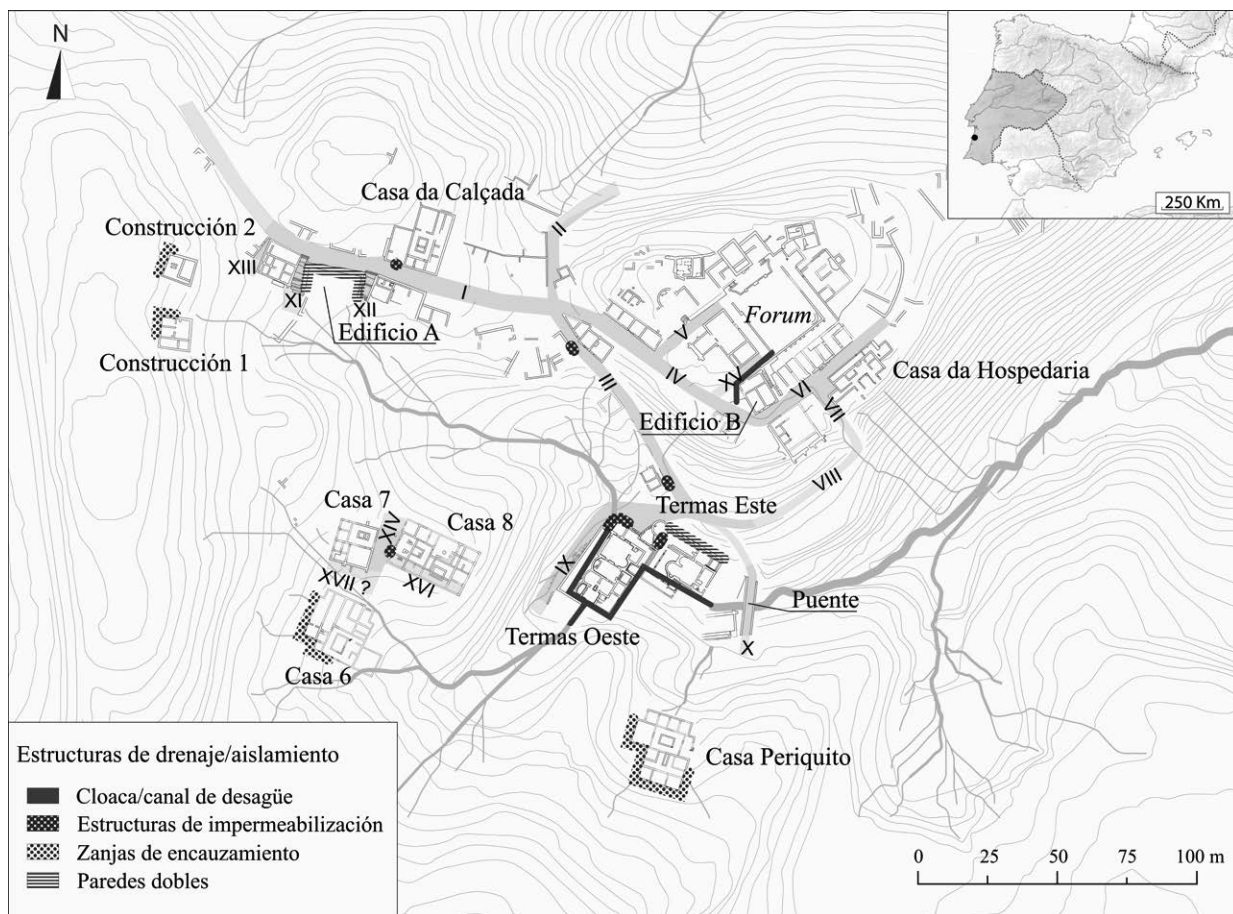 N
250 Km
Casa da Calçada
Construcción 2
II
XIII
XI
XII
I
Edificio A
Construcción 1
Forum
V
III
IV
XV
VI
VII
Edificio B
Casa da Hospedaria
VIII
Termas Este
Casa 7
XIV
Casa 8
IX
XVII ?
XVI
Puente
Termas Oeste
X
Casa 6
Casa Periquito
Estructuras de drenaje/aislamiento
Cloaca/canal de desagüe
Estructuras de impermeabilización
Zanjas de encauzamiento
Paredes dobles
0 25 50 75 100 m